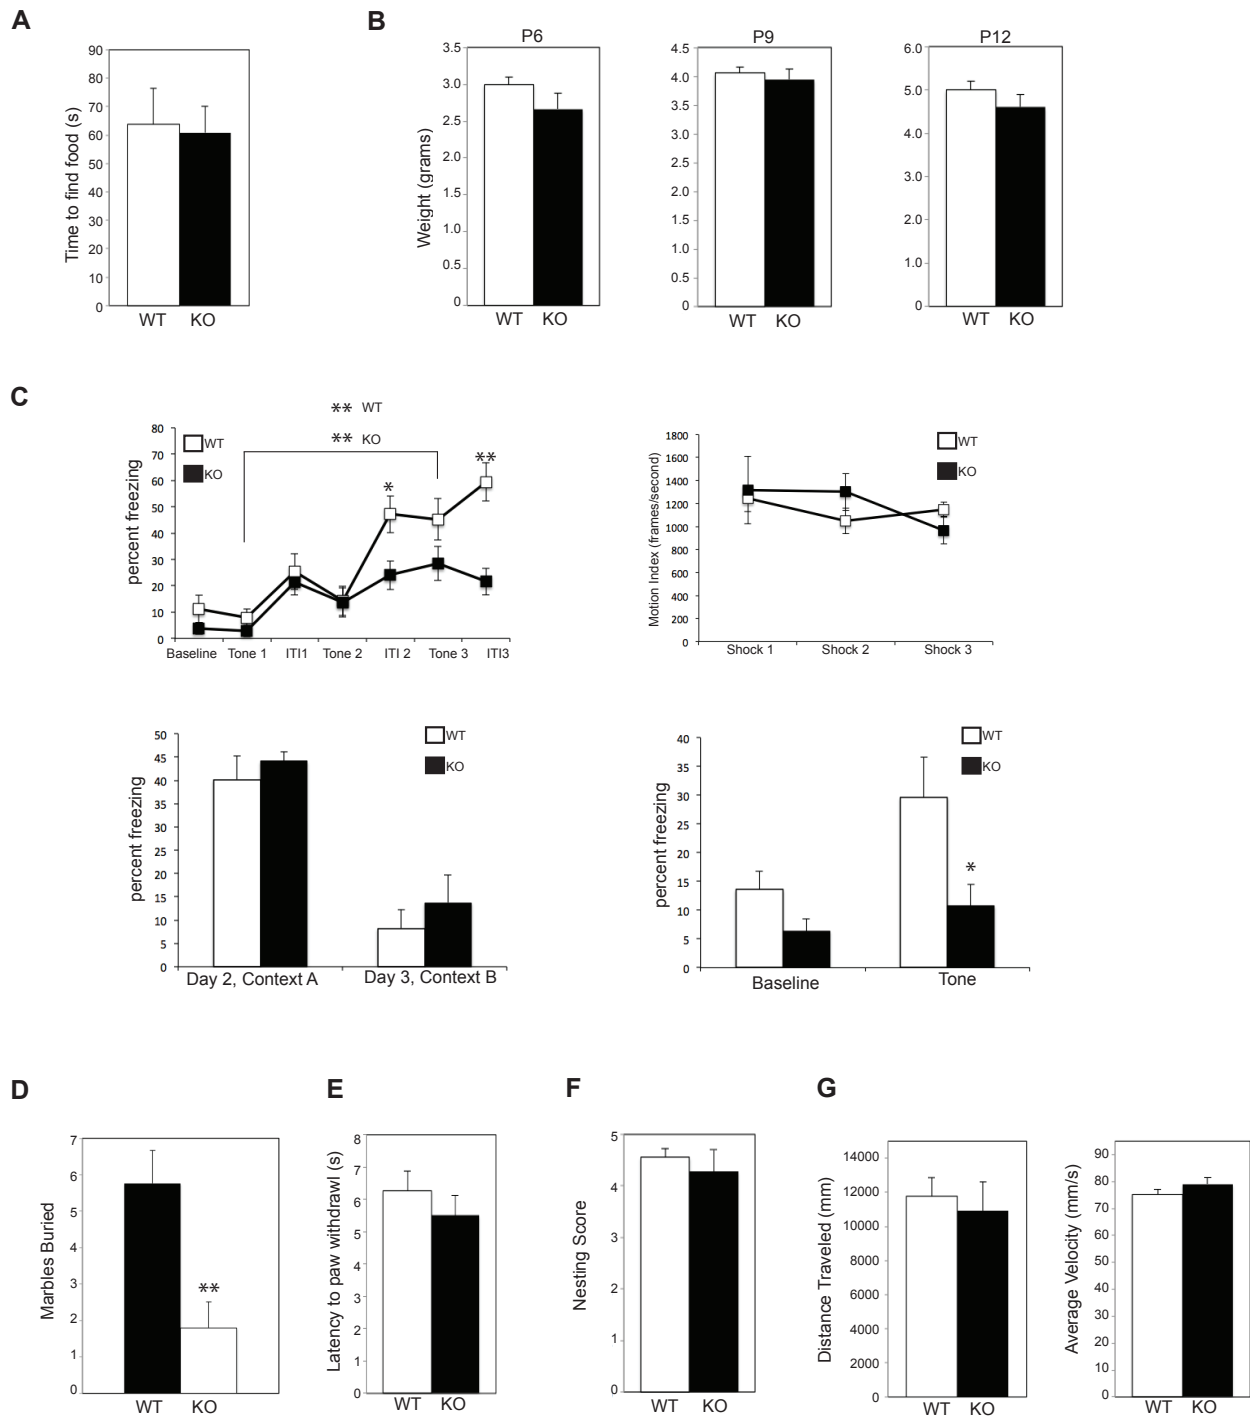 A
90
80
70
60
50
40
30
20
10
0
Time to find food (s)
WT KO
B
Weight (grams)
P6
3.5
3.0
2.5
2.0
1.5
1.0
0.5
0
WT KO
P9
4.5
4.0
3.5
3.0
2.5
2.0
1.5
1.0
0.5
0
WT KO
P12
6.0
5.0
4.0
3.0
2.0
1.0
0
WT KO
C
** WT
** KO
WT
KO
* **
percent freezing
80
70
60
50
40
30
20
10
0
Baseline Tone 1 ITI1 Tone 2 ITI 2 Tone 3 ITI3
Motion Index (frames/second)
1800
1600
1400
1200
1000
800
600
400
200
0
WT
KO
Shock 1 Shock 2 Shock 3
percent freezing
50
45
40
35
30
25
20
15
10
5
0
WT
KO
Day 2, Context A Day 3, Context B
percent freezing
40
35
30
25
20
15
10
5
0
WT
KO
*
Baseline Tone
D
Marbles Buried
7
6
5
4
3
2
1
0
**
WT KO
E
Latency to paw withdrawl (s)
8
7
6
5
4
3
2
1
0
WT KO
F
Nesting Score
5
4
3
2
1
0
WT KO
G
Distance Traveled (mm)
14000
12000
10000
8000
6000
4000
2000
0
WT KO
Average Velocity (mm/s)
90
80
70
60
50
40
30
20
10
0
WT KO